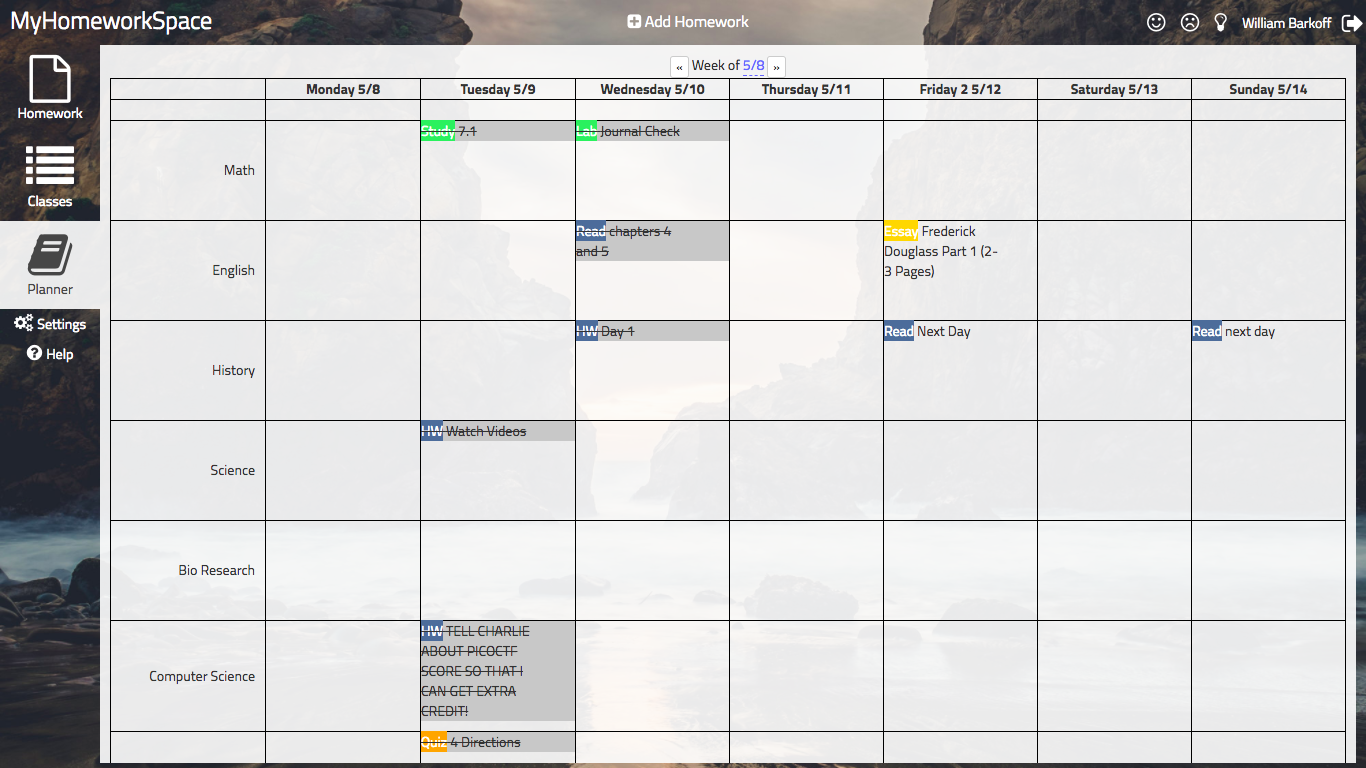 MyHomeworkSpace
Add Homework
William Barkoff
Homework
Classes
Planner
Settings
Help
« Week of 5/8 »
Monday 5/8
Tuesday 5/9
Wednesday 5/10
Thursday 5/11
Friday 2 5/12
Saturday 5/13
Sunday 5/14
Math
Study 7.1
Lab Journal Check
English
Read chapters 4
and 5
Essay Frederick
Douglass Part 1 (2-
3 Pages)
History
HW Day 1
Read Next Day
Read next day
Science
HW Watch Videos
Bio Research
Computer Science
HW TELL CHARLIE
ABOUT PICOCTF
SCORE SO THAT I
CAN GET EXTRA
CREDIT!
Quiz 4 Directions